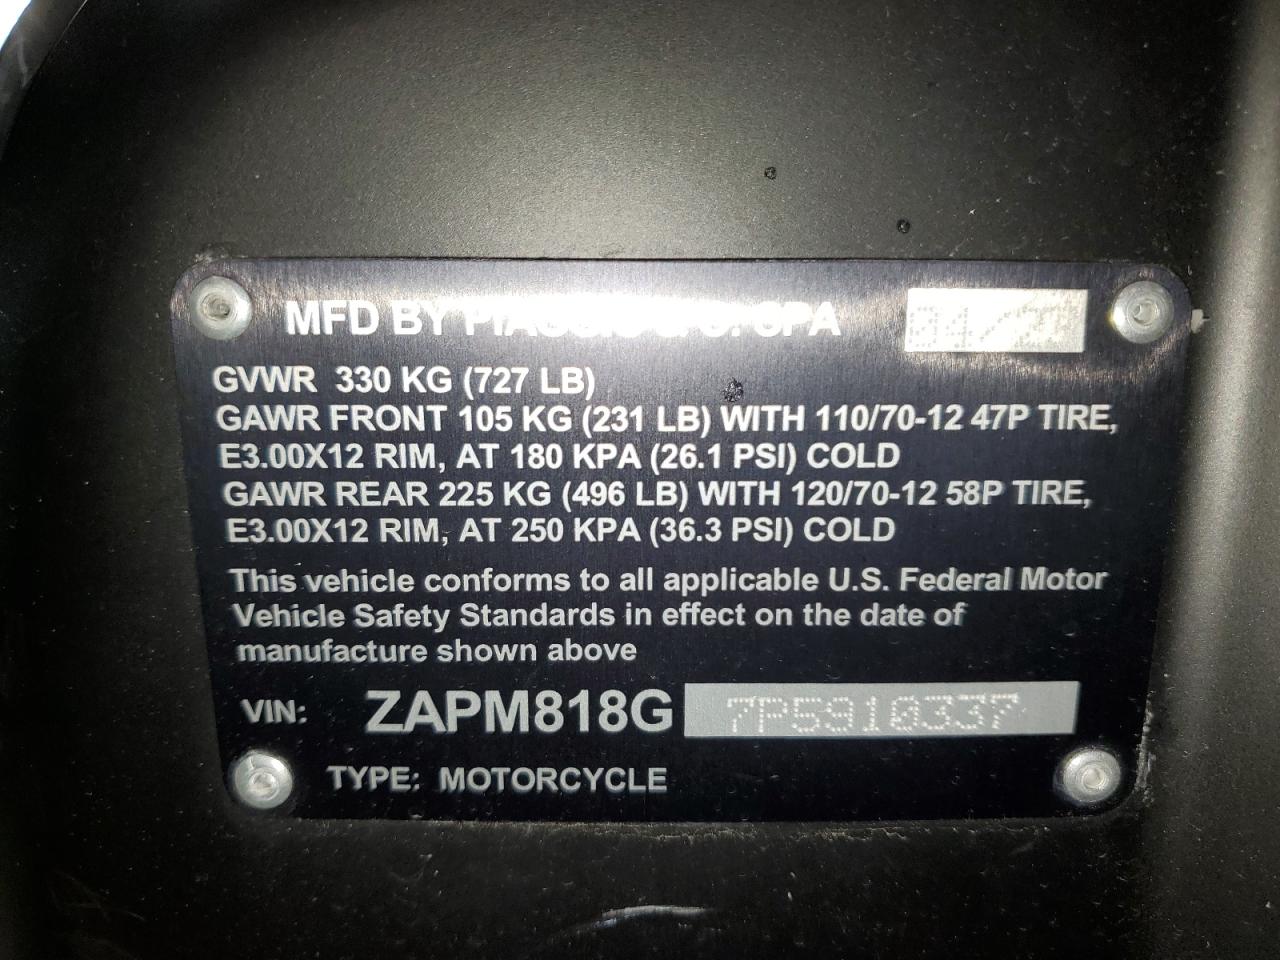 MFD BY PIAGGIO & C. SPA
GVWR 330 KG (727 LB)
GAWR FRONT 105 KG (231 LB) WITH 110/70-12 47P TIRE,
E3.00X12 RIM, AT 180 KPA (26.1 PSI) COLD
GAWR REAR 225 KG (496 LB) WITH 120/70-12 58P TIRE,
E3.00X12 RIM, AT 250 KPA (36.3 PSI) COLD
This vehicle conforms to all applicable U.S. Federal Motor
Vehicle Safety Standards in effect on the date of
manufacture shown above
VIN: ZAPM818G 7P5910337
TYPE: MOTORCYCLE